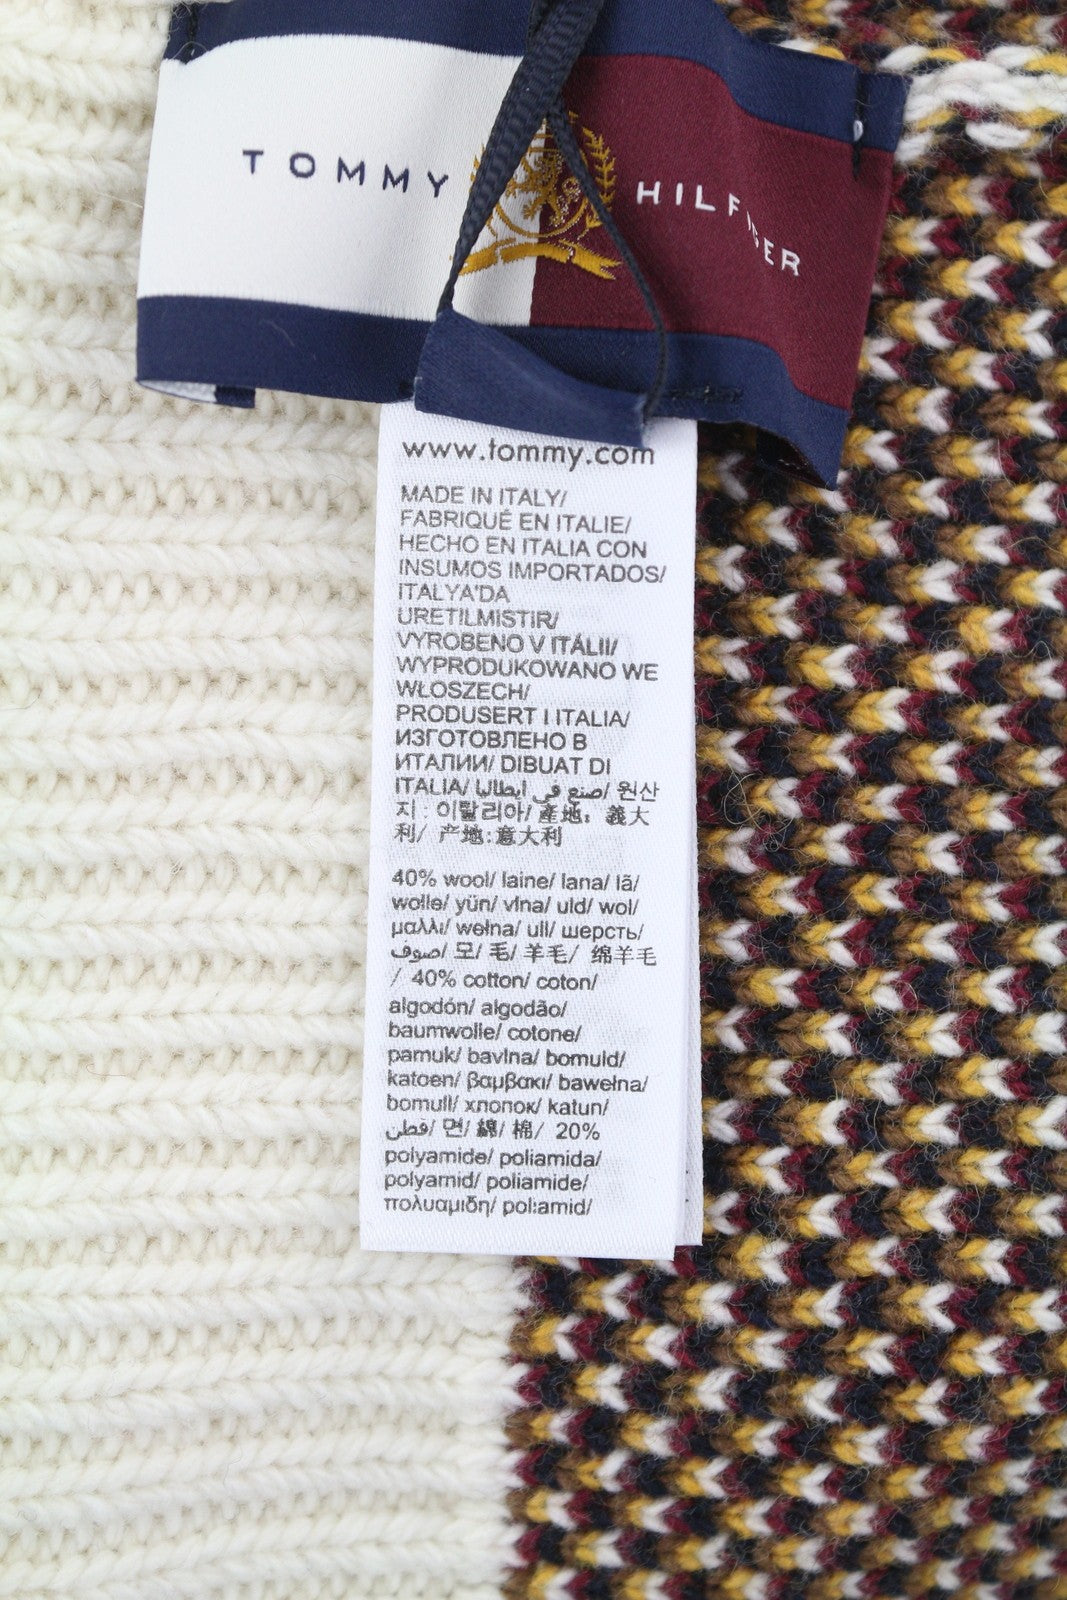 TOMMY HILFIGER
www.tommy.com
MADE IN ITALY/
FABRIQUÉ EN ITALIE/
HECHO EN ITALIA CON
INSUMOS IMPORTADOS/
ITALYA'DA
URETILMISTIR/
VYROBENO V ITÁLII/
WYPRODUKOWANO WE
WŁOSZECH/
PRODUSERT I ITALIA/
ИЗГОТОВЛЕНО В
ИТАЛИИ/ DIBUAT DI
ITALIA/ صنع في ايطاليا/ 원산
지 : 이탈리아/ 產地：義大
利/ 产地:意大利
40% wool/ laine/ lana/ lã/
wolle/ yün/ vlna/ uld/ wol/
μαλλι/ wełna/ ull/ шерсть/
صوف/ 모/ 毛/ 羊毛/ 绵羊毛
/ 40% cotton/ coton/
algodón/ algodão/
baumwolle/ cotone/
pamuk/ bavlna/ bomuld/
katoen/ βαμβακι/ bawełna/
bomull/ хлопок/ katun/
قطن/ 면/ 綿/ 棉/ 20%
polyamide/ poliamida/
polyamid/ poliamide/
πολυαμιδη/ poliamid/